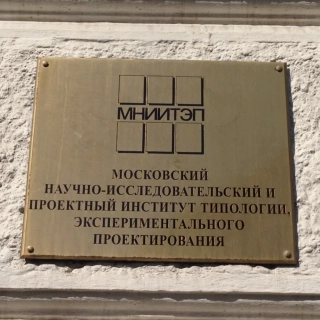 МНИИТЭП
МОСКОВСКИЙ
НАУЧНО-ИССЛЕДОВАТЕЛЬСКИЙ И
ПРОЕКТНЫЙ ИНСТИТУТ ТИПОЛОГИИ,
ЭКСПЕРИМЕНТАЛЬНОГО
ПРОЕКТИРОВАНИЯ